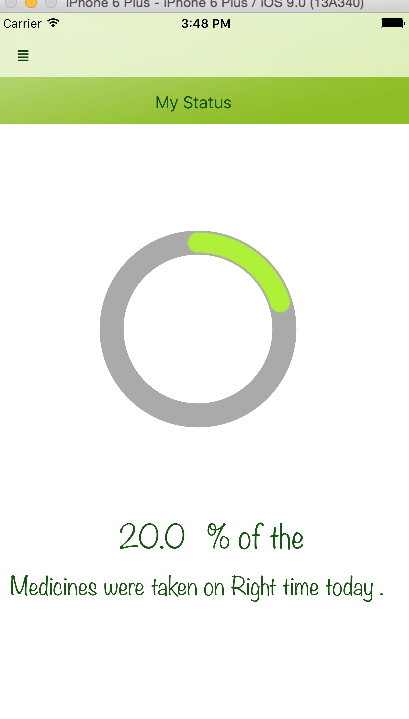 iPhone 6 Plus - iPhone 6 Plus / iOS 9.0 (13A340)
Carrier 3:48 PM
My Status
20.0 % of the
Medicines were taken on Right time today .